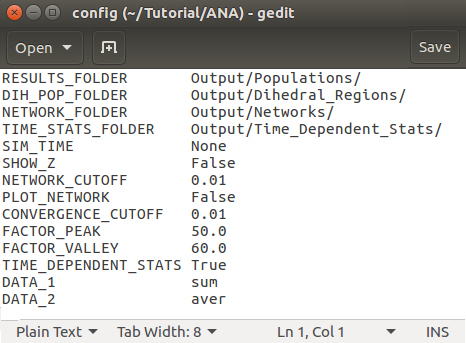 config (~/Tutorial/ANA) - gedit
Open Save
RESULTS_FOLDER Output/Populations/
DIH_POP_FOLDER Output/Dihedral_Regions/
NETWORK_FOLDER Output/Networks/
TIME_STATS_FOLDER Output/Time_Dependent_Stats/
SIM_TIME None
SHOW_Z False
NETWORK_CUTOFF 0.01
PLOT_NETWORK False
CONVERGENCE_CUTOFF 0.01
FACTOR_PEAK 50.0
FACTOR_VALLEY 60.0
TIME_DEPENDENT_STATS True
DATA_1 sum
DATA_2 aver
Plain Text Tab Width: 8 Ln 1, Col 1 INS